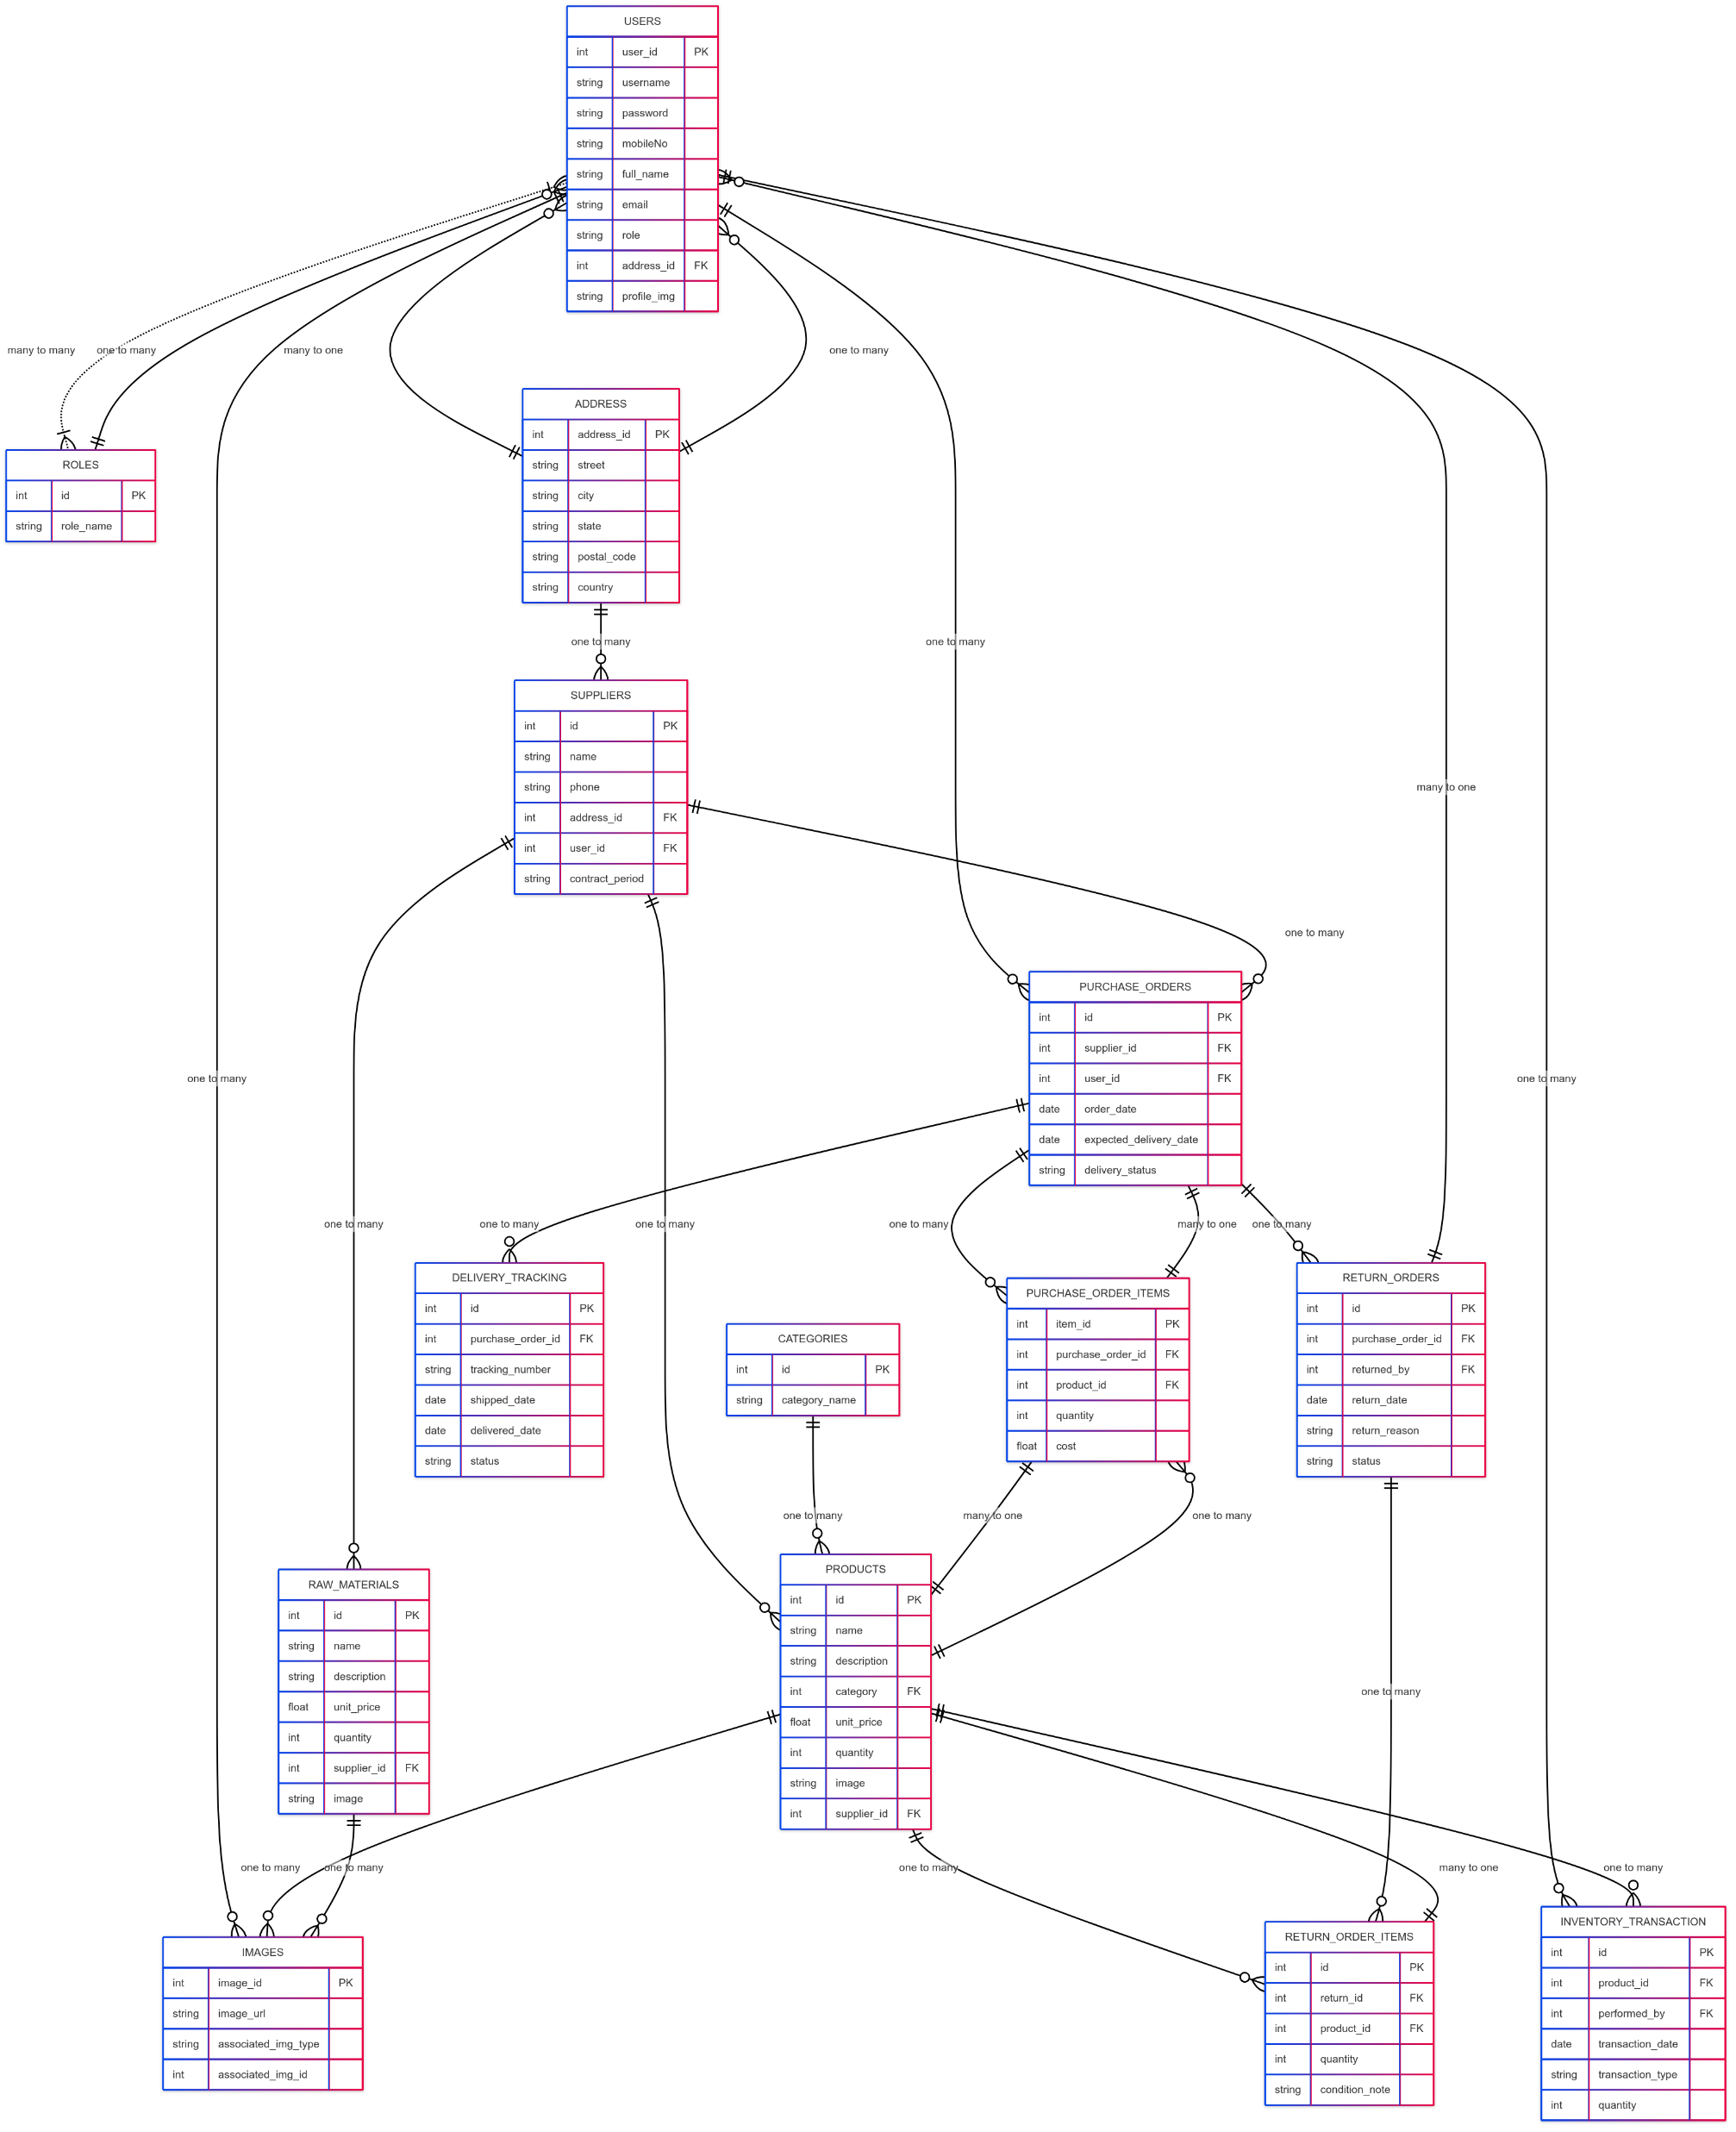 USERS
int user_id PK
string username
string password
string mobileNo
string full_name
string email
string role
int address_id FK
string profile_img
many to many
one to many
many to one
one to many
ADDRESS
int address_id PK
string street
string city
string state
string postal_code
string country
ROLES
int id PK
string role_name
one to many
one to many
SUPPLIERS
int id PK
string name
string phone
int address_id FK
int user_id FK
string contract_period
many to one
one to many
PURCHASE_ORDERS
int id PK
int supplier_id FK
int user_id FK
date order_date
date expected_delivery_date
string delivery_status
one to many
one to many
one to many
one to many
one to many
one to many
many to one
one to many
DELIVERY_TRACKING
int id PK
int purchase_order_id FK
string tracking_number
date shipped_date
date delivered_date
string status
CATEGORIES
int id PK
string category_name
PURCHASE_ORDER_ITEMS
int item_id PK
int purchase_order_id FK
int product_id FK
int quantity
float cost
RETURN_ORDERS
int id PK
int purchase_order_id FK
int returned_by FK
date return_date
string return_reason
string status
one to many
many to one
one to many
RAW_MATERIALS
int id PK
string name
string description
float unit_price
int quantity
int supplier_id FK
string image
PRODUCTS
int id PK
string name
string description
int category FK
float unit_price
int quantity
string image
int supplier_id FK
one to many
one to many
one to many
one to many
many to one
one to many
IMAGES
int image_id PK
string image_url
string associated_img_type
int associated_img_id
RETURN_ORDER_ITEMS
int id PK
int return_id FK
int product_id FK
int quantity
string condition_note
INVENTORY_TRANSACTION
int id PK
int product_id FK
int performed_by FK
date transaction_date
string transaction_type
int quantity